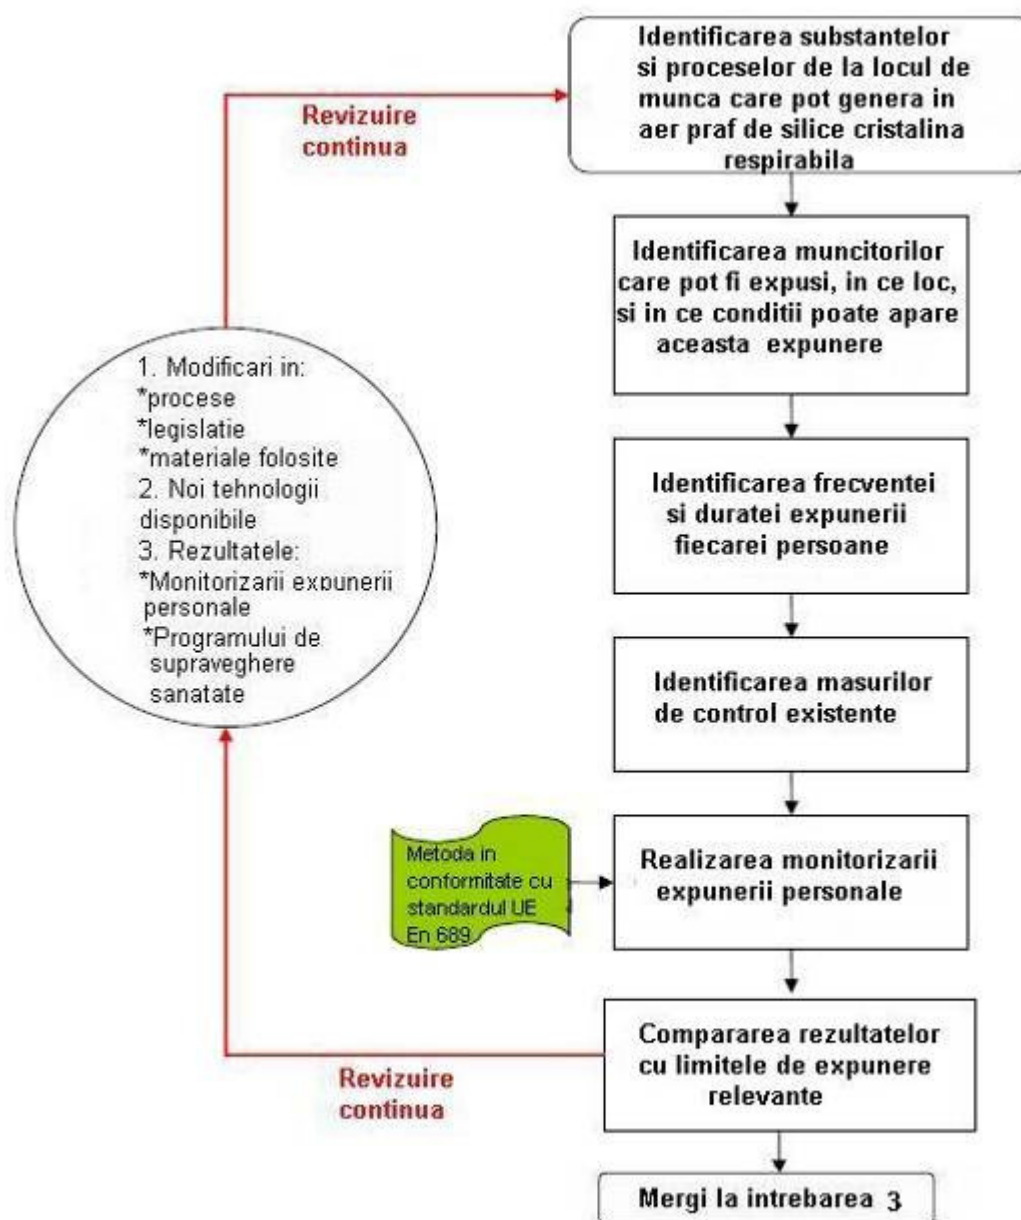 Identificarea substantelor
si proceselor de la locul de
munca care pot genera in
aer praf de silice cristalina
respirabila
Revizuire
continua
Identificarea muncitorilor
care pot fi expusi, in ce loc,
si in ce conditii poate apare
aceasta expunere
1. Modificari in:
*procese
*legislatie
*materiale folosite
2. Noi tehnologii
disponibile
3. Rezultatele:
*Monitorizarii expunerii
personale
*Programului de
supraveghere
sanatate
Identificarea frecventei
si duratei expunerii
fiecarei persoane
Identificarea masurilor
de control existente
Metoda in
conformitate cu
standardul UE
En 689
Realizarea monitorizarii
expunerii personale
Compararea rezultatelor
cu limitele de expunere
relevante
Revizuire
continua
Mergi la intrebarea 3